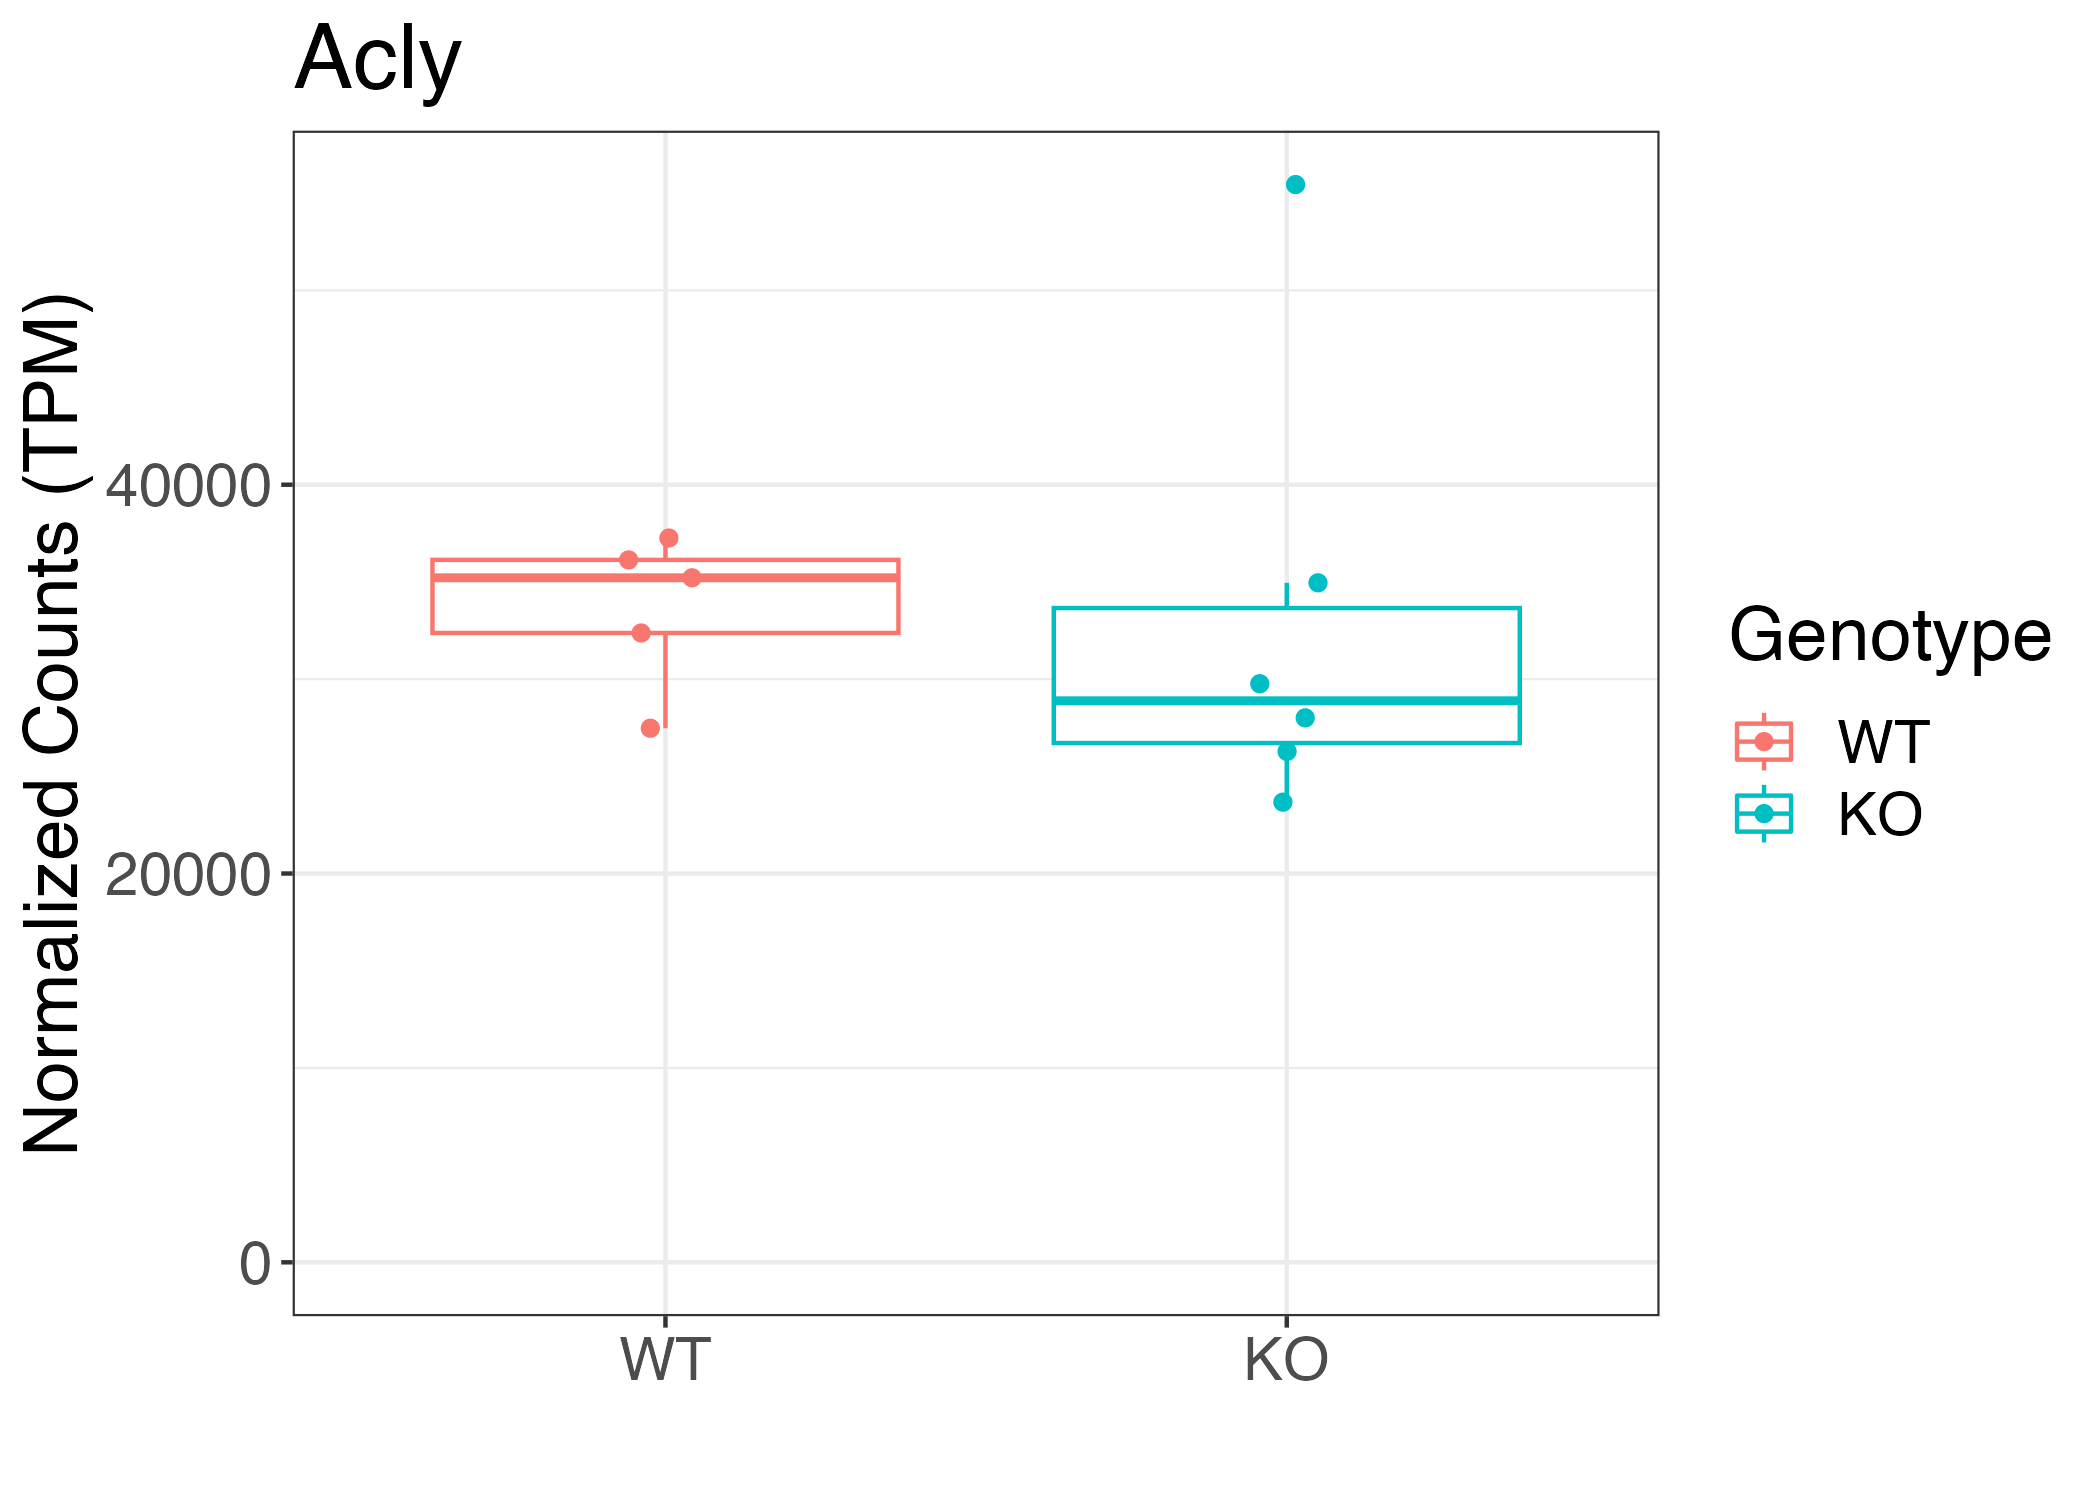 Acly
Normalized Counts (TPM)
40000
20000
0
WT
KO
Genotype
WT
KO